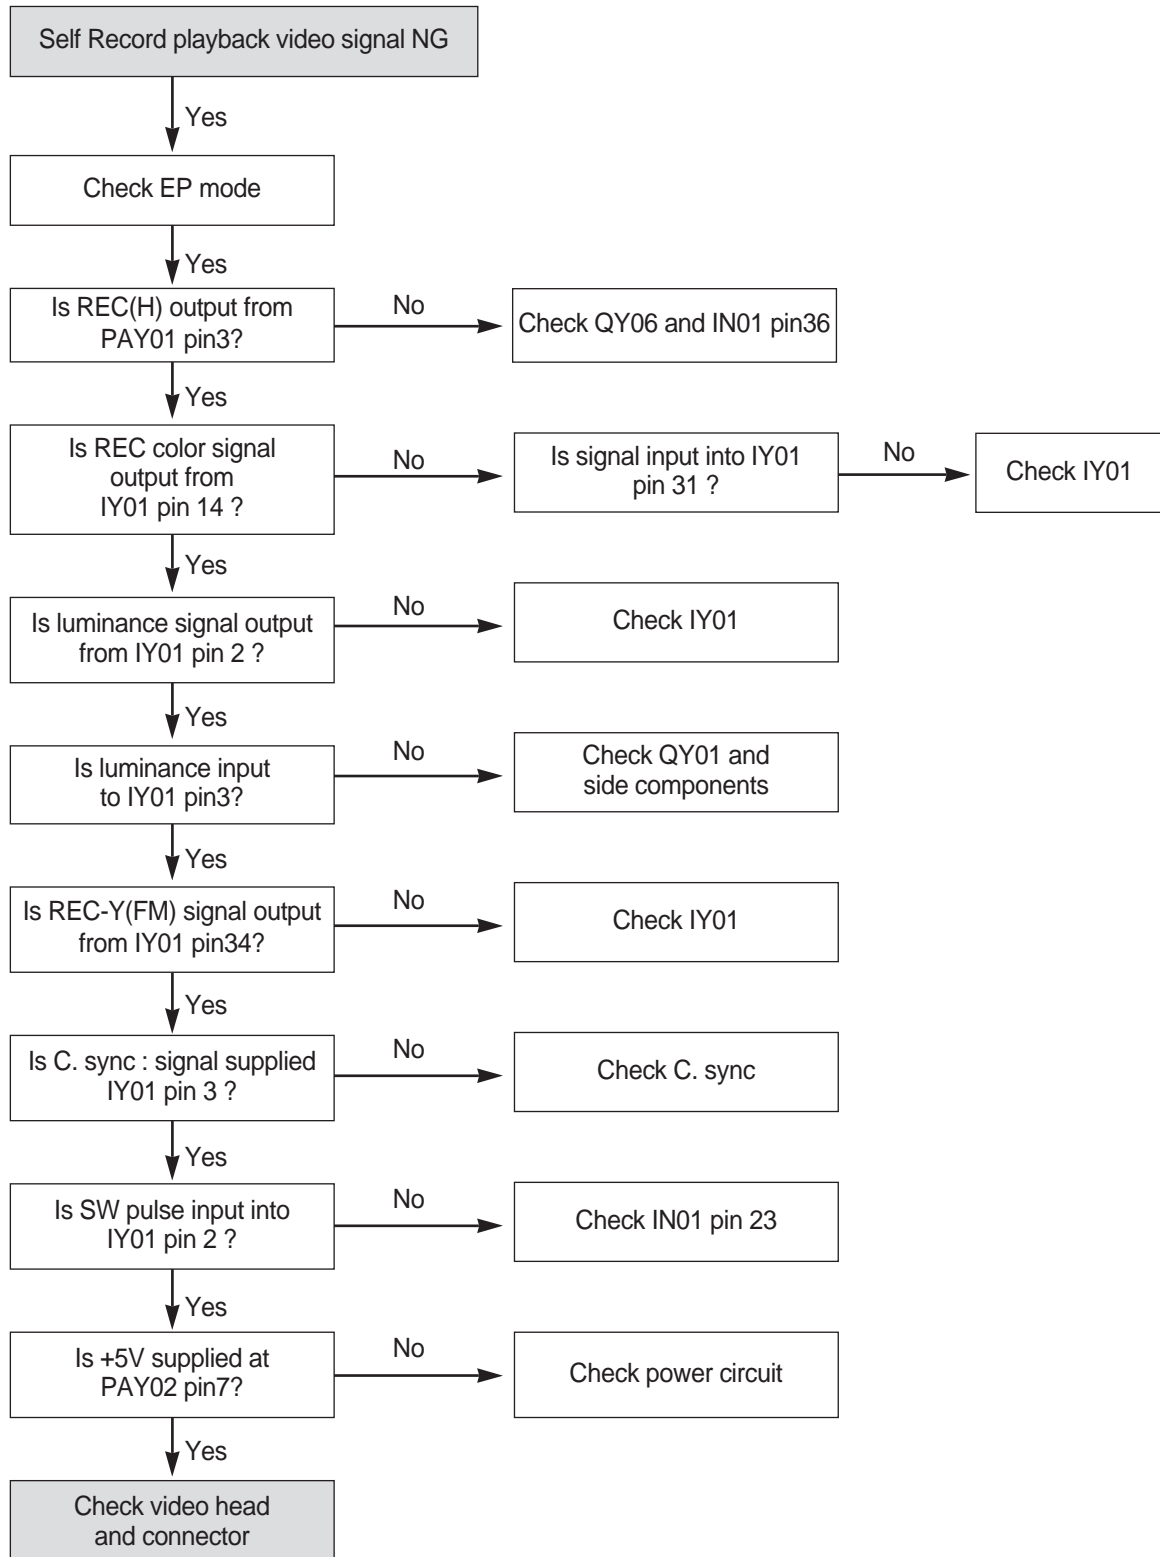 Self Record playback video signal NG
Yes
Check EP mode
Yes
Is REC(H) output from
PAY01 pin3?
No
Check QY06 and IN01 pin36
Yes
Is REC color signal
output from
IY01 pin 14 ?
No
Is signal input into IY01
pin 31 ?
No
Check IY01
Yes
Is luminance signal output
from IY01 pin 2 ?
No
Check IY01
Yes
Is luminance input
to IY01 pin3?
No
Check QY01 and
side components
Yes
Is REC-Y(FM) signal output
from IY01 pin34?
No
Check IY01
Yes
Is C. sync : signal supplied
IY01 pin 3 ?
No
Check C. sync
Yes
Is SW pulse input into
IY01 pin 2 ?
No
Check IN01 pin 23
Yes
Is +5V supplied at
PAY02 pin7?
No
Check power circuit
Yes
Check video head
and connector